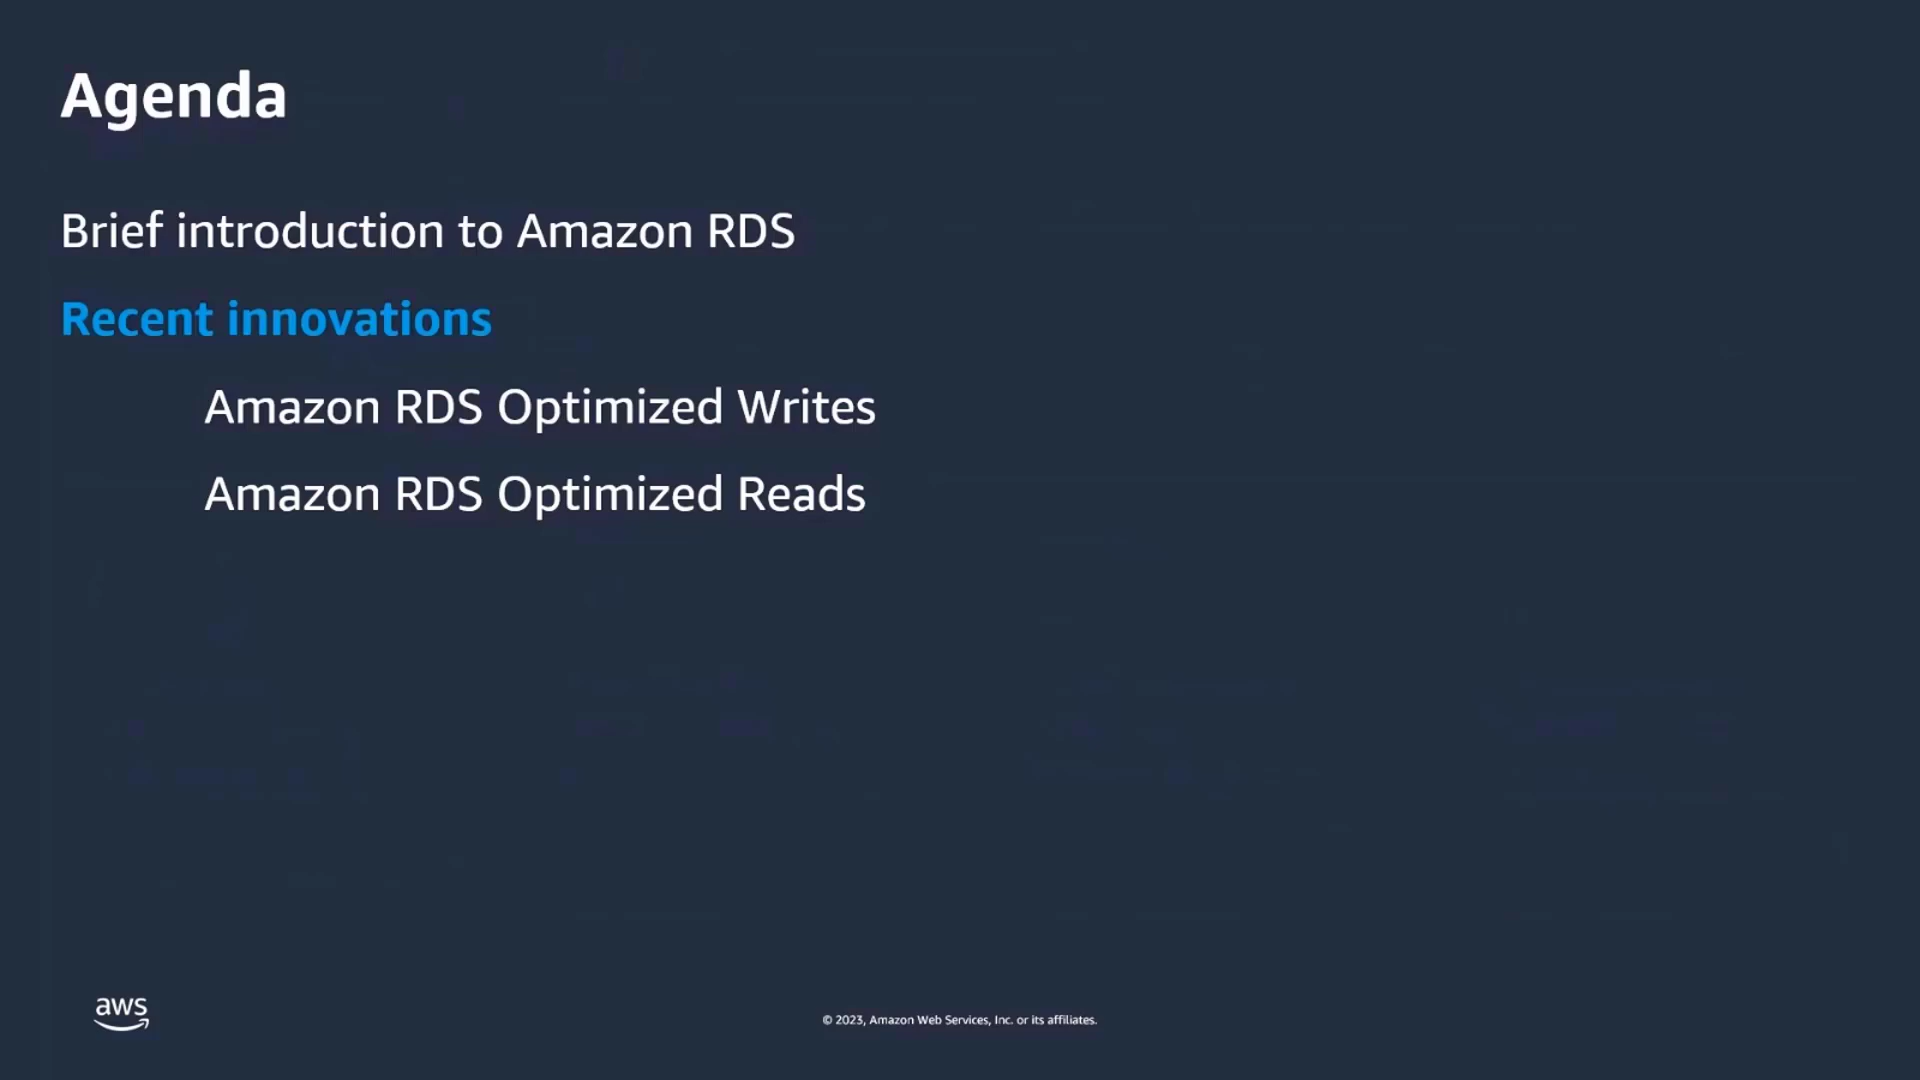 Agenda
Brief introduction to Amazon RDS
Recent innovations
Amazon RDS Optimized Writes
Amazon RDS Optimized Reads
aws
© 2023, Amazon Web Services, Inc. or its affiliates.